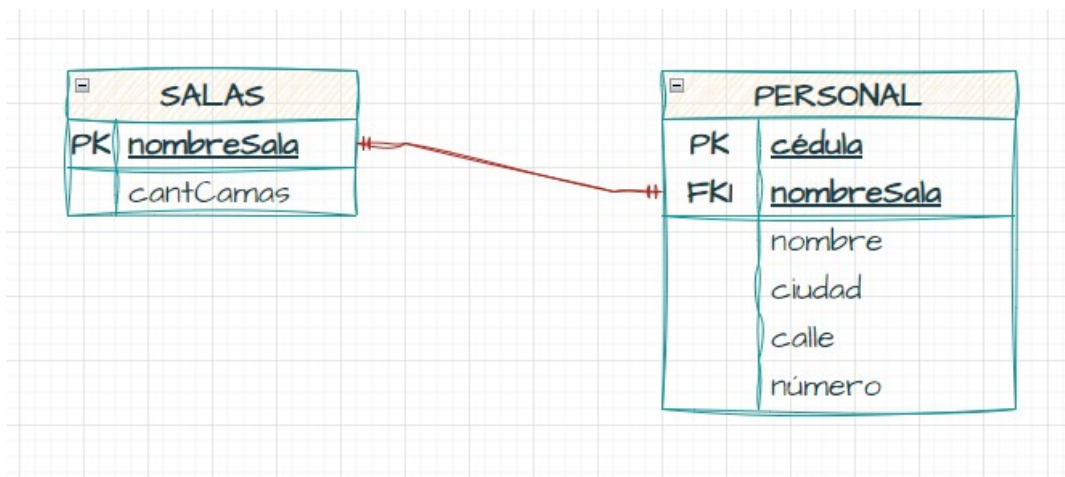 SALAS
PK nombreSala
cantCamas
PERSONAL
PK cédula
FK1 nombreSala
nombre
ciudad
calle
número